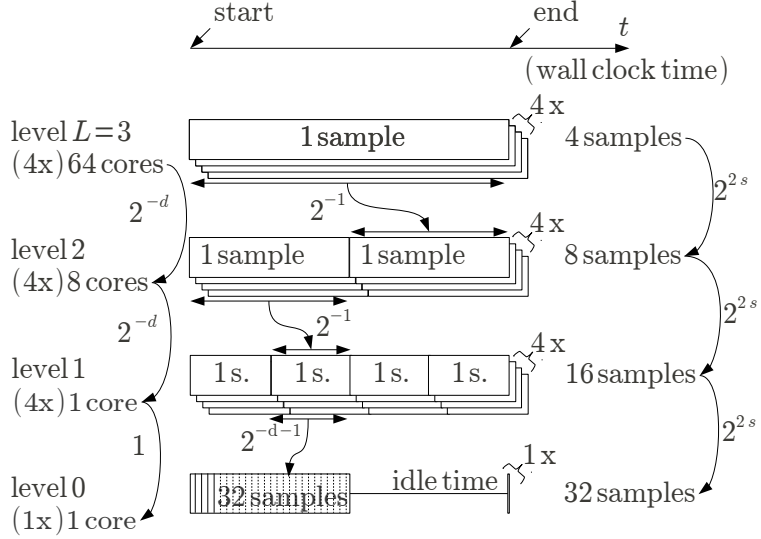 start
end
t
(wall clock time)
4 x
level L=3
1 sample
4 samples
(4x) 64 cores
2^{-d}
2^{-1}
2^{2s}
4 x
level 2
1 sample
1 sample
8 samples
(4x) 8 cores
2^{-d}
2^{-1}
2^{2s}
4 x
level 1
1 s.
1 s.
1 s.
1 s.
16 samples
(4x) 1 core
1
2^{-d-1}
2^{2s}
1 x
level 0
32 samples
idle time
32 samples
(1x) 1 core